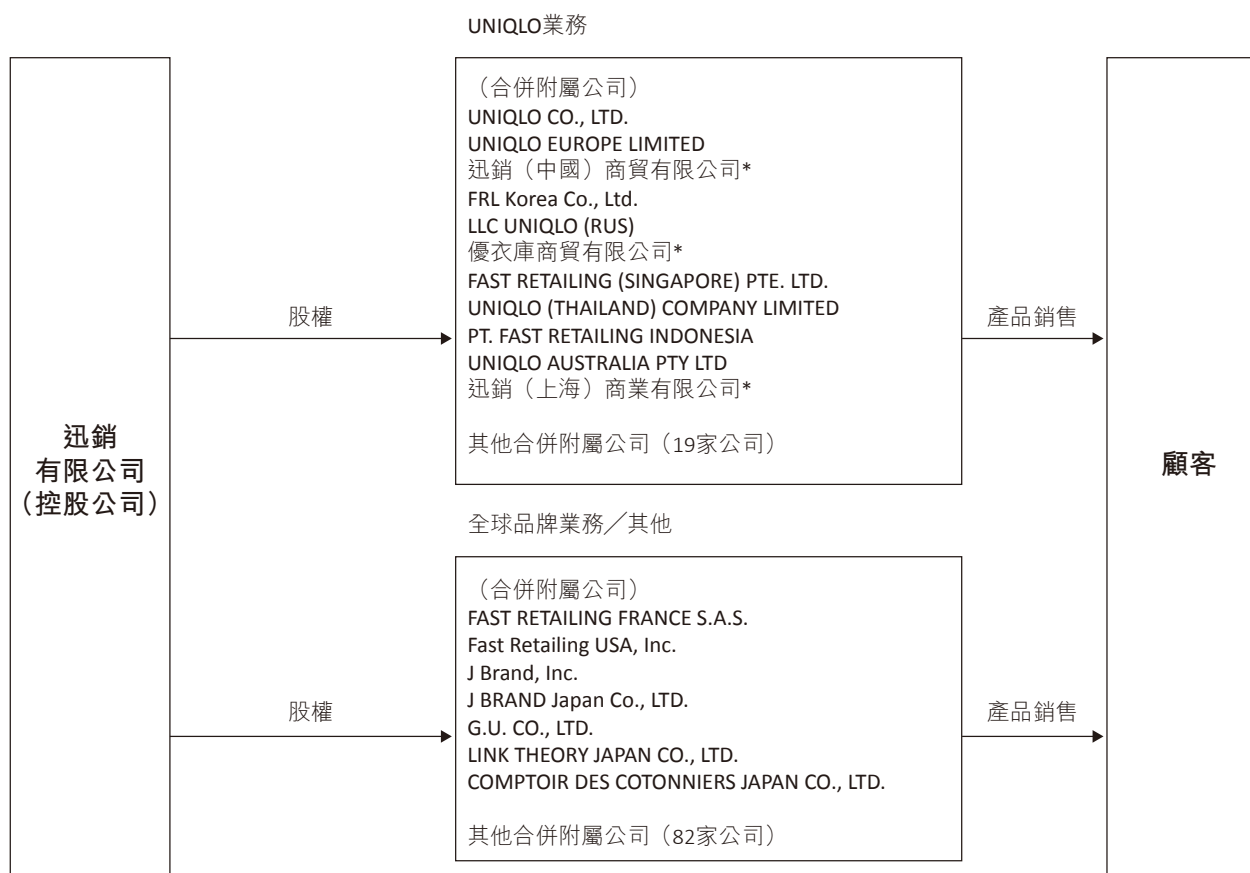 UNIQLO業務
迅銷
有限公司
（控股公司）
股權
（合併附屬公司）
UNIQLO CO., LTD.
UNIQLO EUROPE LIMITED
迅銷（中國）商貿有限公司*
FRL Korea Co., Ltd.
LLC UNIQLO (RUS)
優衣庫商貿有限公司*
FAST RETAILING (SINGAPORE) PTE. LTD.
UNIQLO (THAILAND) COMPANY LIMITED
PT. FAST RETAILING INDONESIA
UNIQLO AUSTRALIA PTY LTD
迅銷（上海）商業有限公司*
其他合併附屬公司（19家公司）
產品銷售
顧客
全球品牌業務／其他
股權
（合併附屬公司）
FAST RETAILING FRANCE S.A.S.
Fast Retailing USA, Inc.
J Brand, Inc.
J BRAND Japan Co., LTD.
G.U. CO., LTD.
LINK THEORY JAPAN CO., LTD.
COMPTOIR DES COTONNIERS JAPAN CO., LTD.
其他合併附屬公司（82家公司）
產品銷售